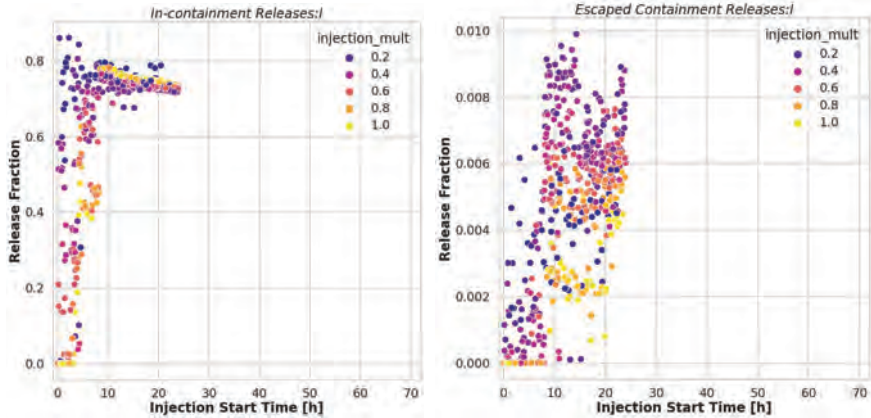 In-containment Releases:I
injection_mult
0.2
0.4
0.6
0.8
1.0
0.8
0.6
0.4
0.2
0.0
Release Fraction
0 10 20 30 40 50 60 70
Injection Start Time [h]
Escaped Containment Releases:I
injection_mult
0.2
0.4
0.6
0.8
1.0
0.010
0.008
0.006
0.004
0.002
0.000
Release Fraction
0 10 20 30 40 50 60 70
Injection Start Time [h]